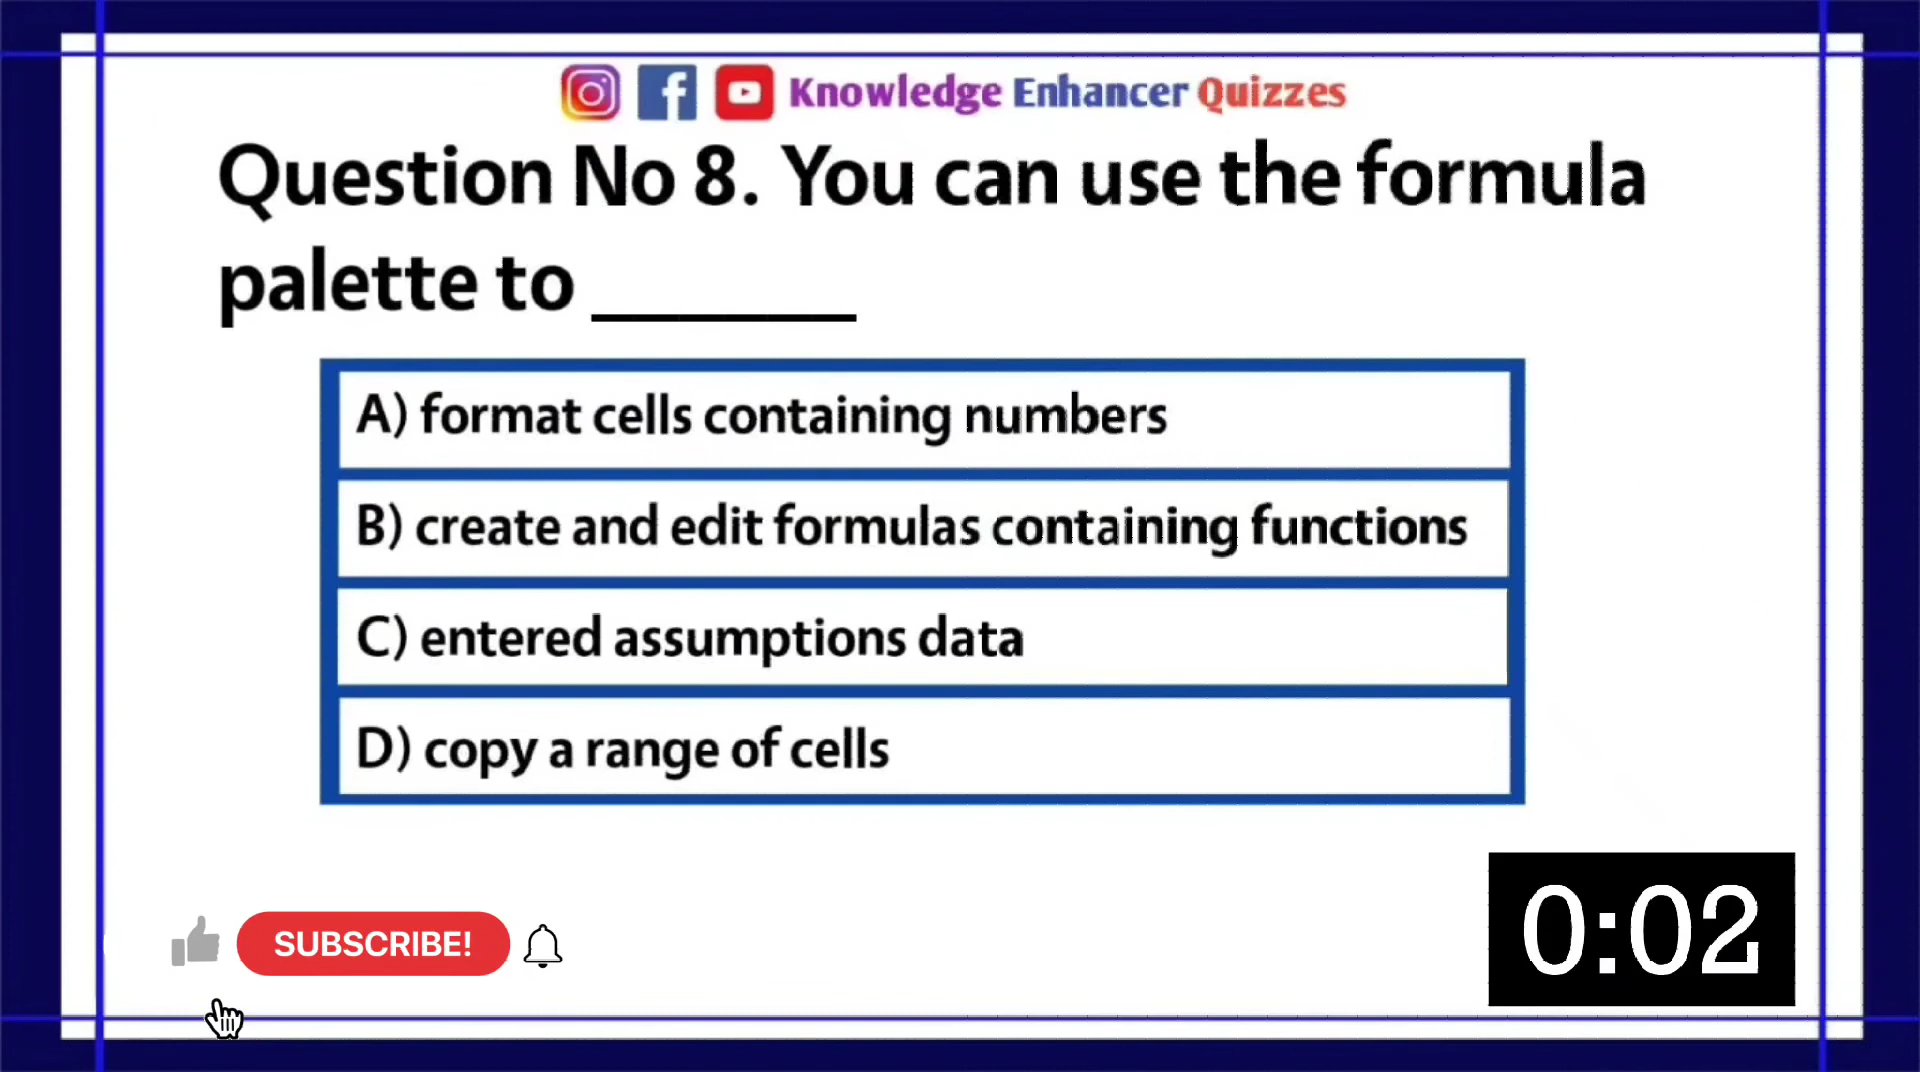 Knowledge Enhancer Quizzes
Question No 8. You can use the formula
palette to _______
A) format cells containing numbers
B) create and edit formulas containing functions
C) entered assumptions data
D) copy a range of cells
SUBSCRIBE!
0:02